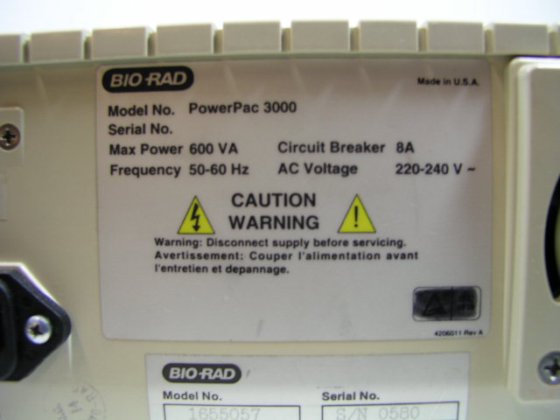 BIO-RAD
Made in U.S.A.
Model No. PowerPac 3000
Serial No.
Max Power 600 VA Circuit Breaker 8A
Frequency 50-60 Hz AC Voltage 220-240 V ~
CAUTION
WARNING
Warning: Disconnect supply before servicing.
Avertissement: Couper l'alimentation avant
l'entretien et depannage.
4206011 Rev A
BIO-RAD
Model No. Serial No.
1655057 S/N 0580